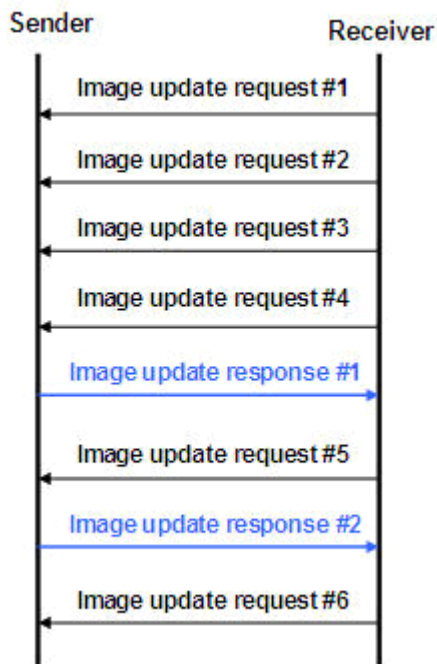 Sender
Receiver
Image update request #1
Image update request #2
Image update request #3
Image update request #4
Image update response #1
Image update request #5
Image update response #2
Image update request #6